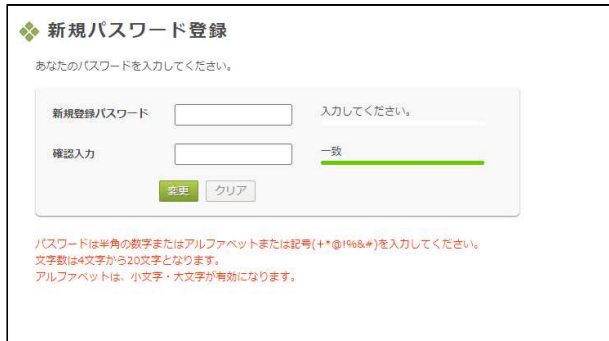 新規パスワード登録
あなたのパスワードを入力してください。
新規登録パスワード 入力してください。
確認入力 一致
変更 クリア
パスワードは半角の数字またはアルファベットまたは記号(+*@!%&#)を入力してください。
文字数は4文字から20文字となります。
アルファベットは、小文字・大文字が有効になります。